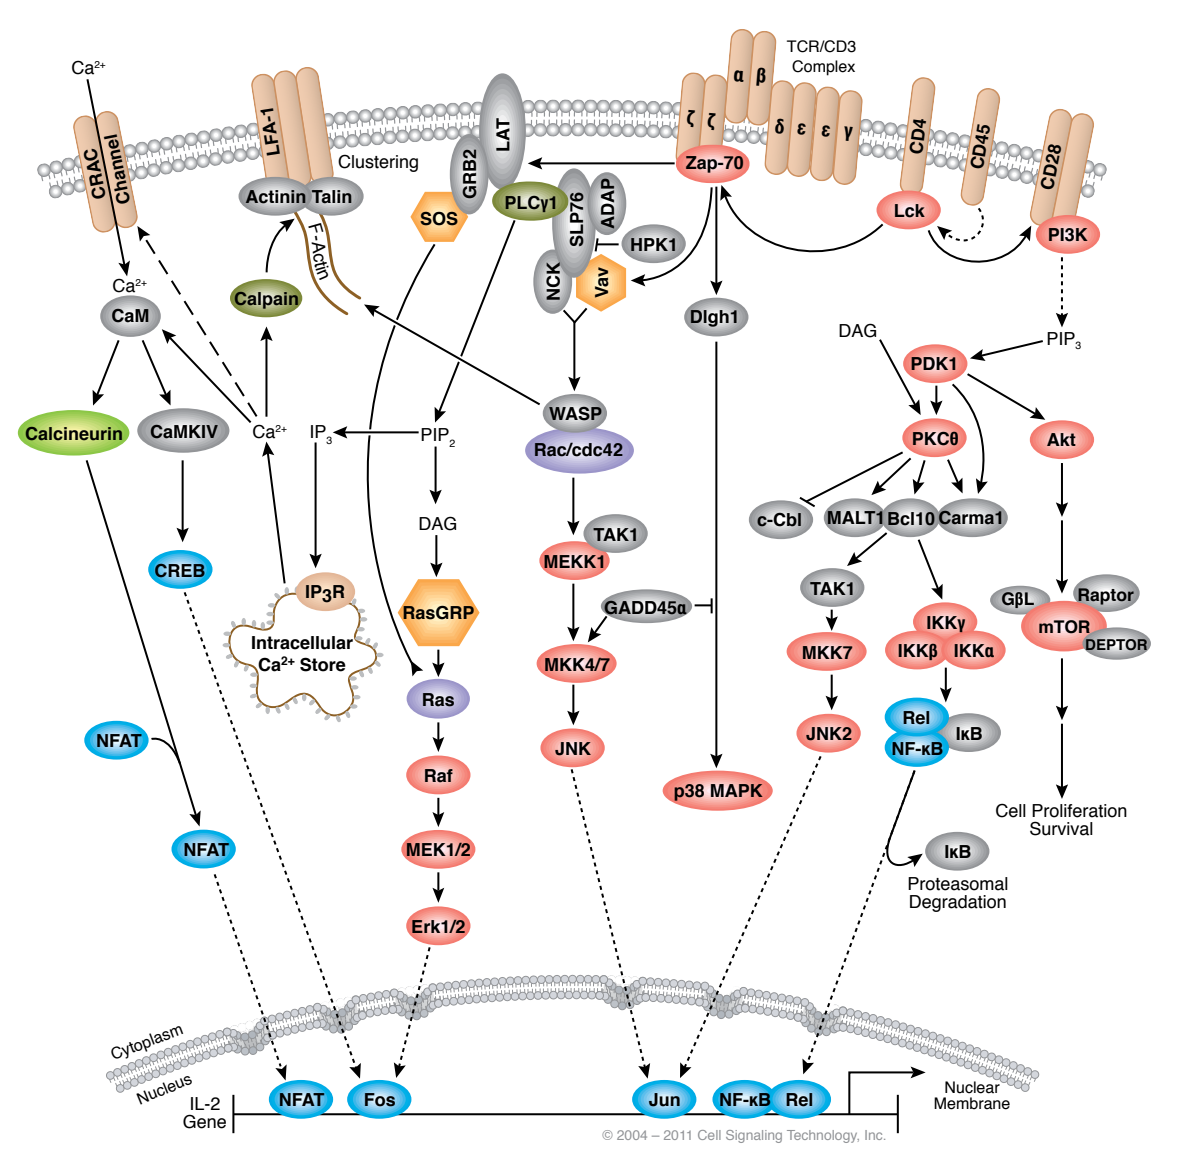 TCR/CD3
Complex
Ca²⁺
CRAC
Channel
LFA-1
Clustering
Actinin
Talin
F-Actin
LAT
GRB2
SOS
PLCγ1
SLP76
ADAP
HPK1
NCK
Vav
ζ
ζ
α
β
δ
ε
ε
γ
Zap-70
CD4
CD45
CD28
Lck
PI3K
Ca²⁺
CaM
Calpain
Dlgh1
DAG
PIP₃
PDK1
Calcineurin
CaMKIV
Ca²⁺
IP₃
PIP₂
WASP
Rac/cdc42
PKCθ
Akt
c-Cbl
MALT1
Bcl10
Carma1
DAG
TAK1
MEKK1
CREB
IP3R
Intracellular
Ca²⁺ Store
RasGRP
GADD45α
TAK1
GβL
Raptor
mTOR
DEPTOR
IKKγ
IKKβ
IKKα
MKK7
MKK4/7
Ras
Rel
NF-κB
IκB
NFAT
JNK
JNK2
Raf
p38 MAPK
Cell Proliferation
Survival
NFAT
MEK1/2
IκB
Proteasomal
Degradation
Erk1/2
Cytoplasm
Nucleus
NFAT
Fos
Jun
NF-κB
Rel
Nuclear
Membrane
IL-2
Gene
© 2004 – 2011 Cell Signaling Technology, Inc.